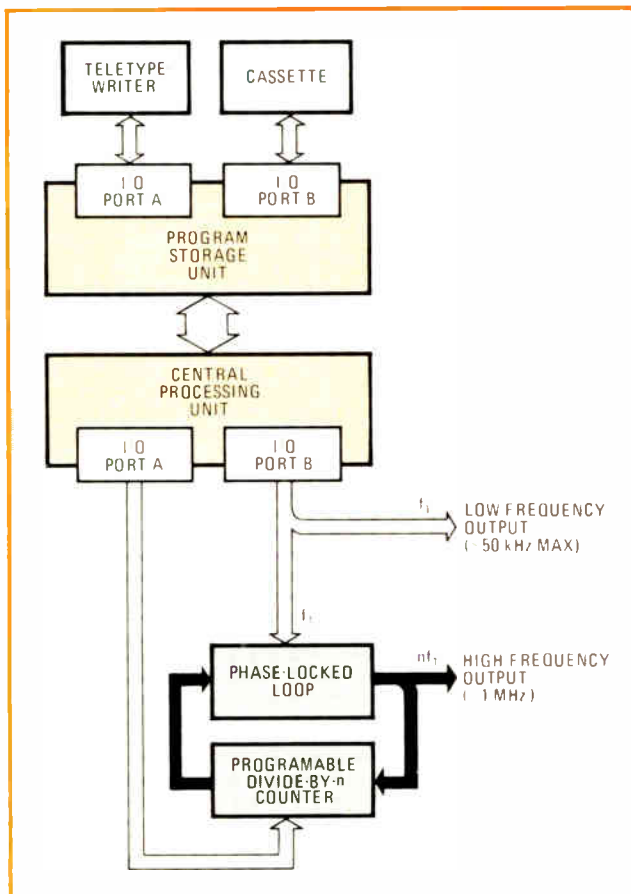 TELETYPE
WRITER
CASSETTE
I O
PORT A
I O
PORT B
PROGRAM
STORAGE
UNIT
CENTRAL
PROCESSING
UNIT
I O
PORT A
I O
PORT B
LOW FREQUENCY
OUTPUT
50 kHz MAX)
PHASE-LOCKED
LOOP
HIGH FREQUENCY
OUTPUT
1 MHz)
PROGRAMABLE
DIVIDE-BY-n
COUNTER